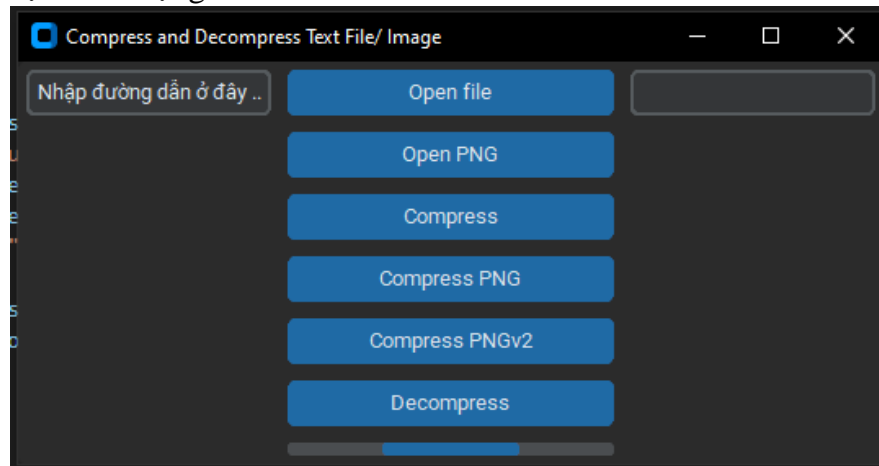 Compress and Decompress Text File/ Image
Nhập đường dẫn ở đây ..
Open file
Open PNG
Compress
Compress PNG
Compress PNGv2
Decompress